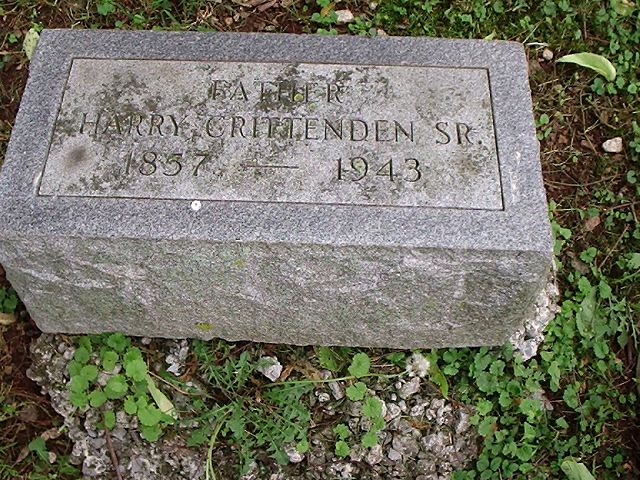 FATHER
HARRY CRITTENDEN SR.
1857 — 1943